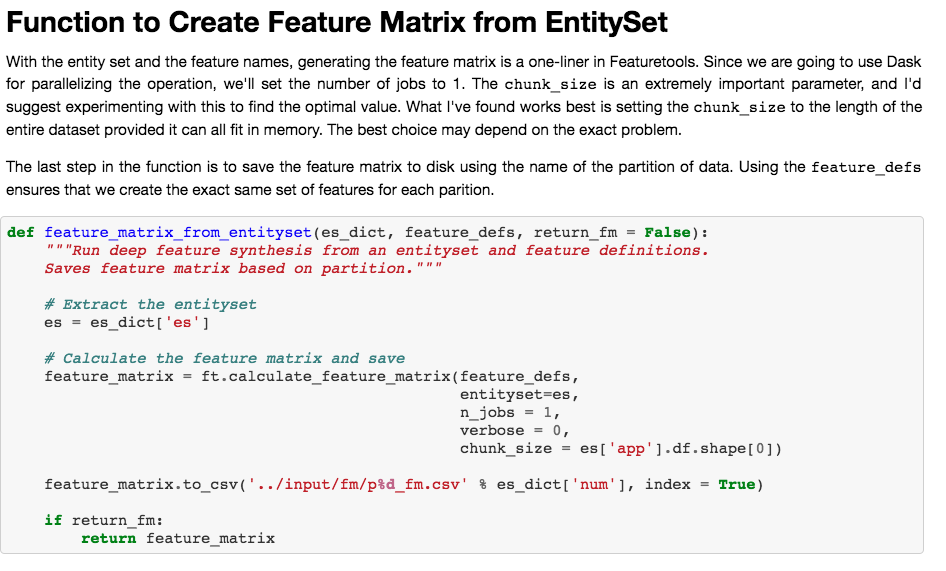 Function to Create Feature Matrix from EntitySet
With the entity set and the feature names, generating the feature matrix is a one-liner in Featuretools. Since we are going to use Dask
for parallelizing the operation, we'll set the number of jobs to 1. The chunk_size is an extremely important parameter, and I'd
suggest experimenting with this to find the optimal value. What I've found works best is setting the chunk_size to the length of the
entire dataset provided it can all fit in memory. The best choice may depend on the exact problem.
The last step in the function is to save the feature matrix to disk using the name of the partition of data. Using the feature_defs
ensures that we create the exact same set of features for each parition.
def feature_matrix_from_entityset(es_dict, feature_defs, return_fm = False):
    """Run deep feature synthesis from an entityset and feature definitions.
    Saves feature matrix based on partition."""
    # Extract the entityset
    es = es_dict['es']
    # Calculate the feature matrix and save
    feature_matrix = ft.calculate_feature_matrix(feature_defs,
                                                 entityset=es,
                                                 n_jobs = 1,
                                                 verbose = 0,
                                                 chunk_size = es['app'].df.shape[0])
    feature_matrix.to_csv('../input/fm/p%d_fm.csv' % es_dict['num'], index = True)
    if return_fm:
        return feature_matrix